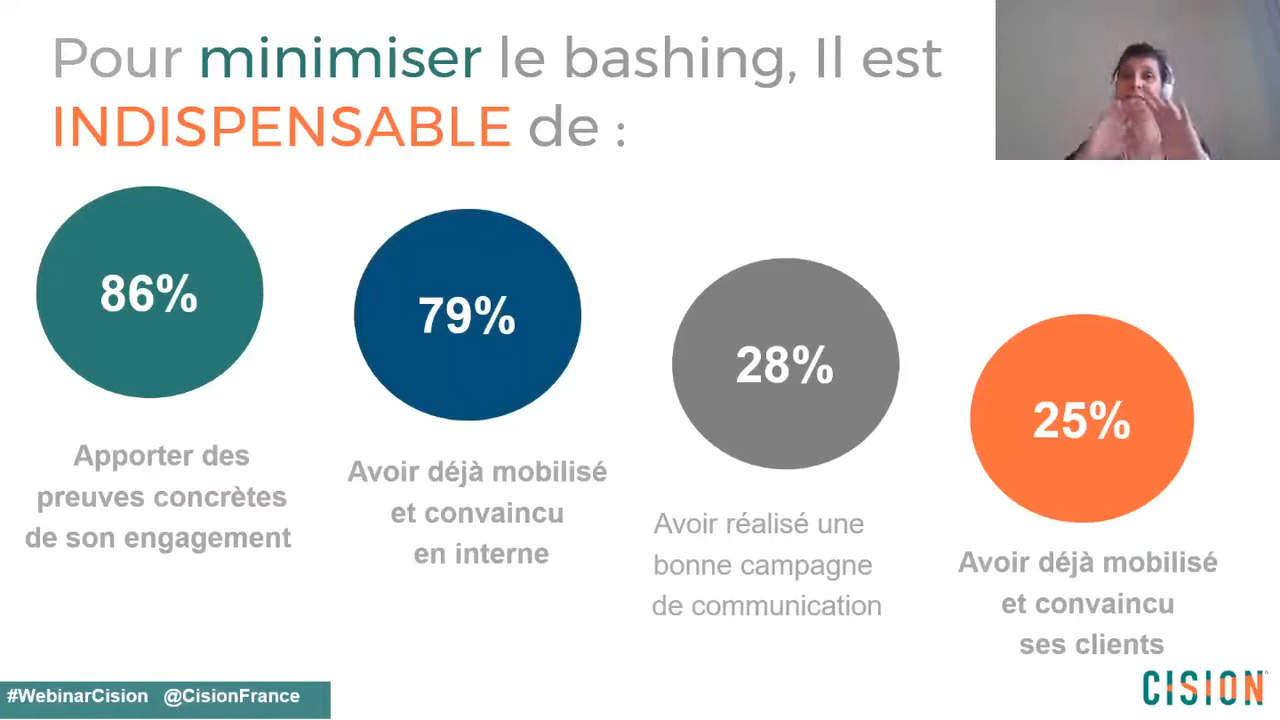 Pour minimiser le bashing, Il est
INDISPENSABLE de :
86%
Apporter des
preuves concrètes
de son engagement
79%
Avoir déjà mobilisé
et convaincu
en interne
28%
Avoir réalisé une
bonne campagne
de communication
25%
Avoir déjà mobilisé
et convaincu
ses clients
#WebinarCision @CisionFrance
CISION